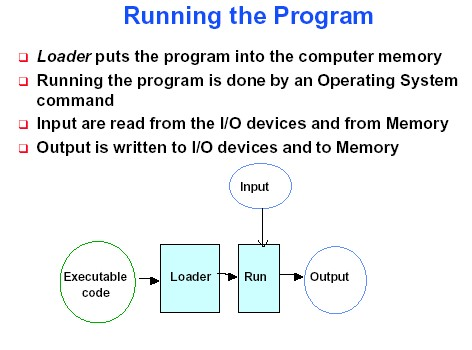 Running the Program
Loader puts the program into the computer memory
Running the program is done by an Operating System
command
Input are read from the I/O devices and from Memory
Output is written to I/O devices and to Memory
Input
Executable
code
Loader
Run
Output